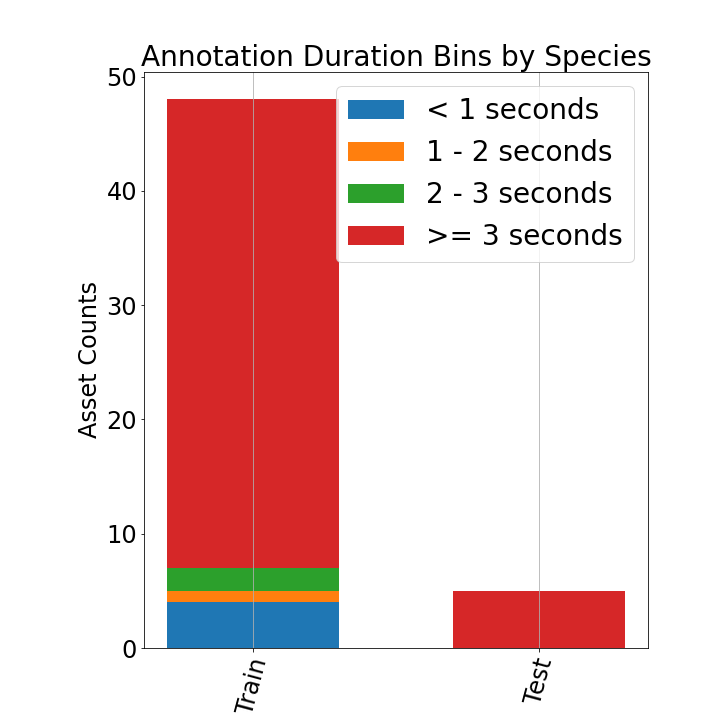 Annotation Duration Bins by Species
50
40
30
20
10
0
Asset Counts
< 1 seconds
1 - 2 seconds
2 - 3 seconds
>= 3 seconds
Train
Test